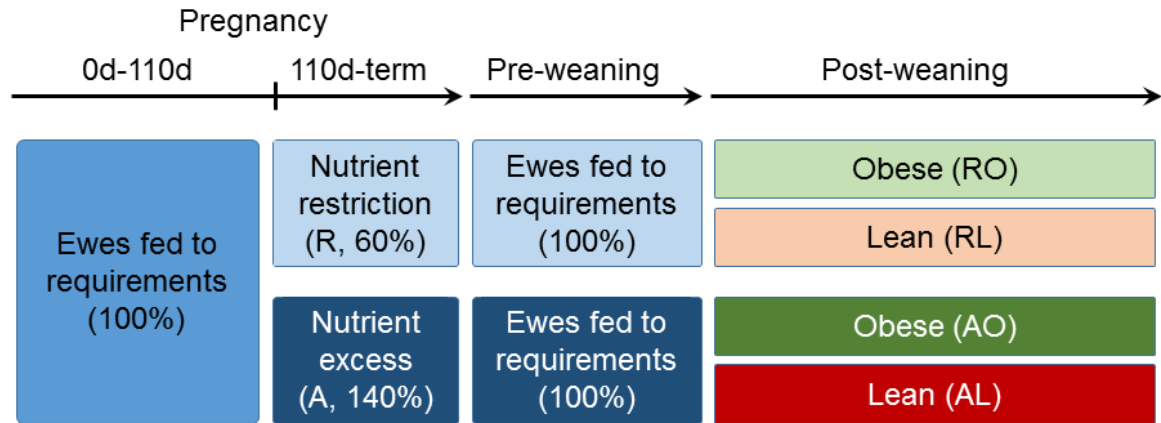 Pregnancy
0d-110d
110d-term
Pre-weaning
Post-weaning
Ewes fed to
requirements
(100%)
Nutrient
restriction
(R, 60%)
Ewes fed to
requirements
(100%)
Obese (RO)
Lean (RL)
Nutrient
excess
(A, 140%)
Ewes fed to
requirements
(100%)
Obese (AO)
Lean (AL)